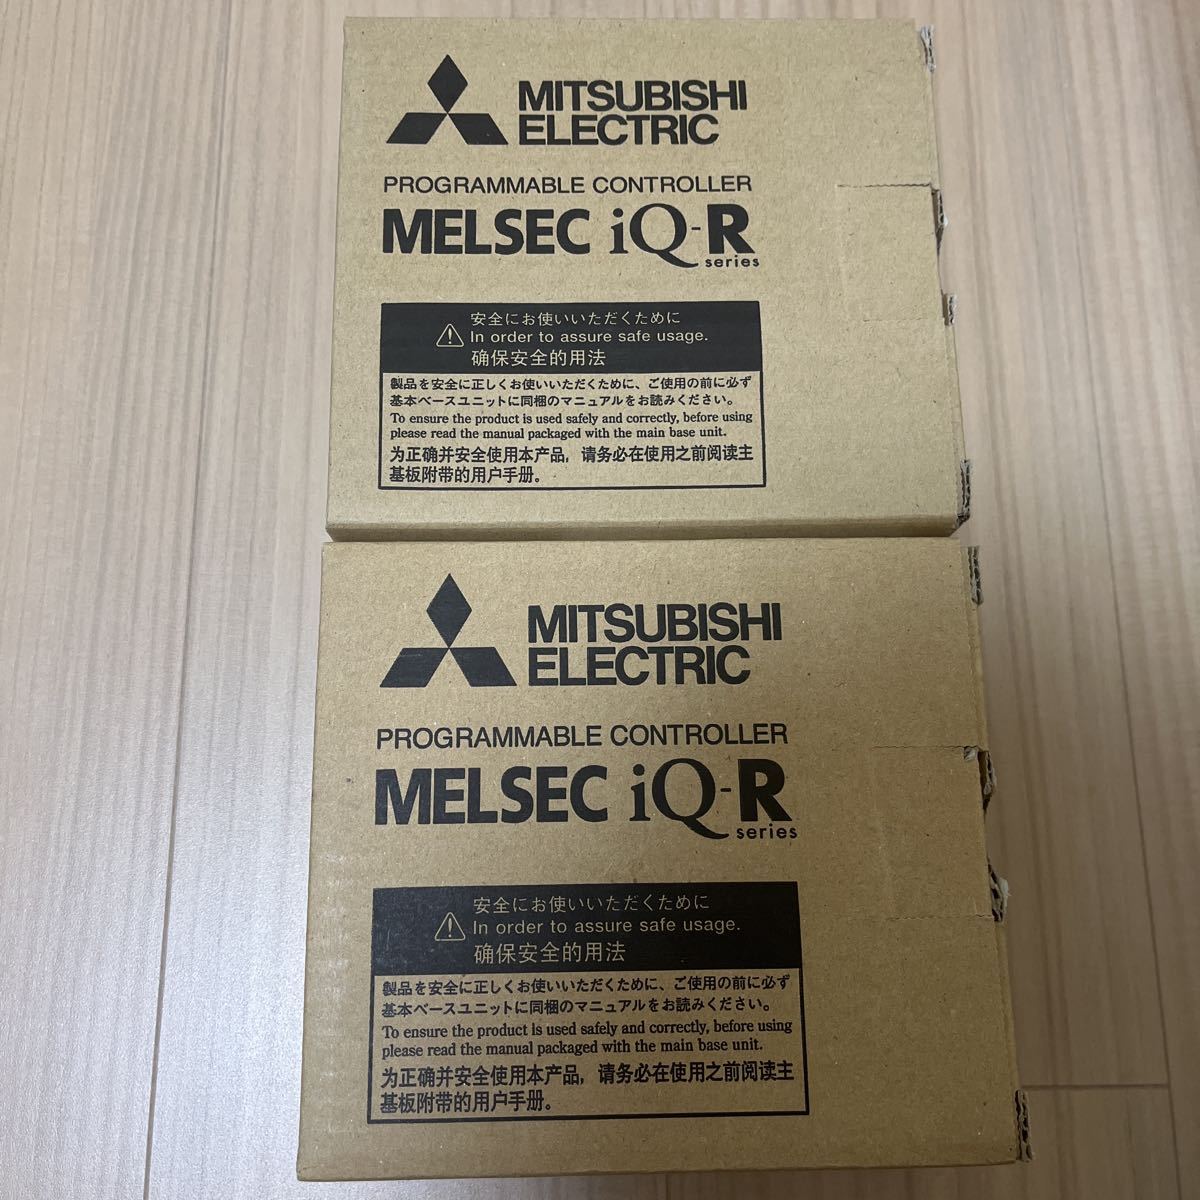 MITSUBISHI
ELECTRIC
PROGRAMMABLE CONTROLLER
MELSEC iQ-R
series
安全にお使いいただくために
In order to assure safe usage.
确保安全的用法
製品を安全に正しくお使いいただくために、ご使用の前に必ず
基本ベースユニットに同梱のマニュアルをお読みください。
To ensure the product is used safely and correctly, before using
please read the manual packaged with the main base unit.
为正确并安全使用本产品，请务必在使用之前阅读主
基板附带的用户手册。
MITSUBISHI
ELECTRIC
PROGRAMMABLE CONTROLLER
MELSEC iQ-R
series
安全にお使いいただくために
In order to assure safe usage.
确保安全的用法
製品を安全に正しくお使いいただくために、ご使用の前に必ず
基本ベースユニットに同梱のマニュアルをお読みください。
To ensure the product is used safely and correctly, before using
please read the manual packaged with the main base unit.
为正确并安全使用本产品，请务必在使用之前阅读主
基板附带的用户手册。